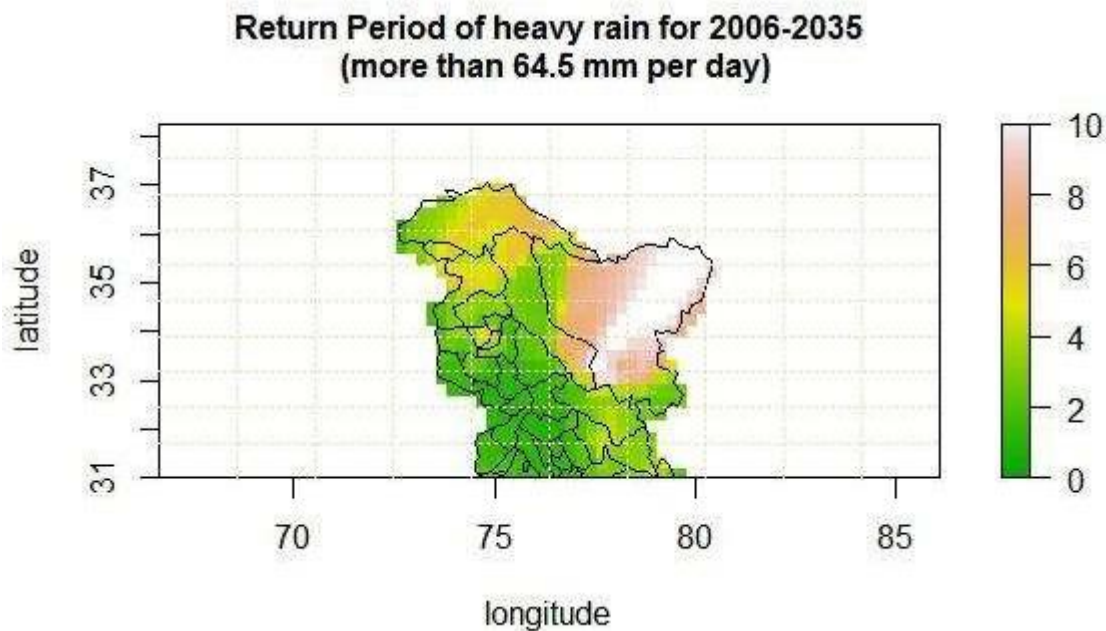 Return Period of heavy rain for 2006-2035
(more than 64.5 mm per day)
latitude
37
35
33
31
70 75 80 85
longitude
10
8
6
4
2
0